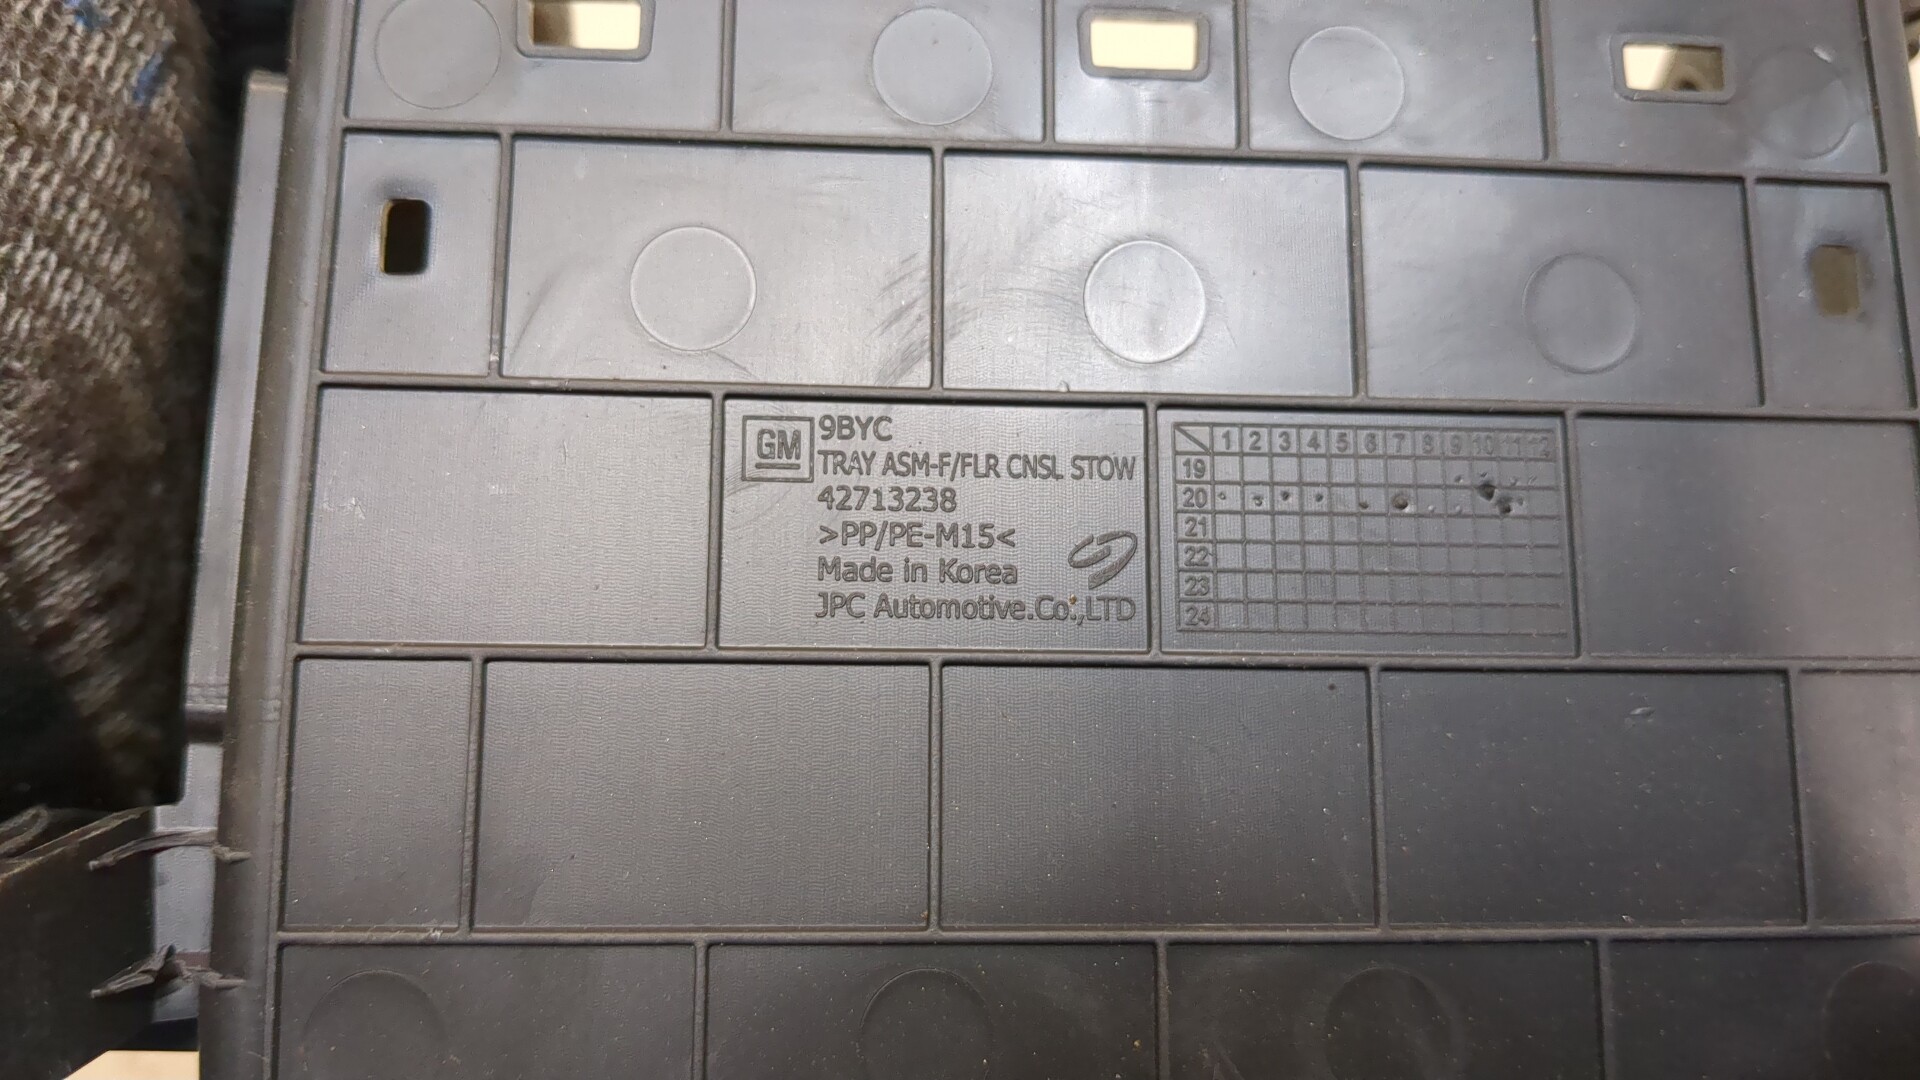 GM
9BYC
TRAY ASM-F/FLR CNSL STOW
42713238
>PP/PE-M15<
Made in Korea
JPC Automotive.Co.,LTD
1 2 3 4 5 6 7 8 9 10 11 12
19
20
21
22
23
24